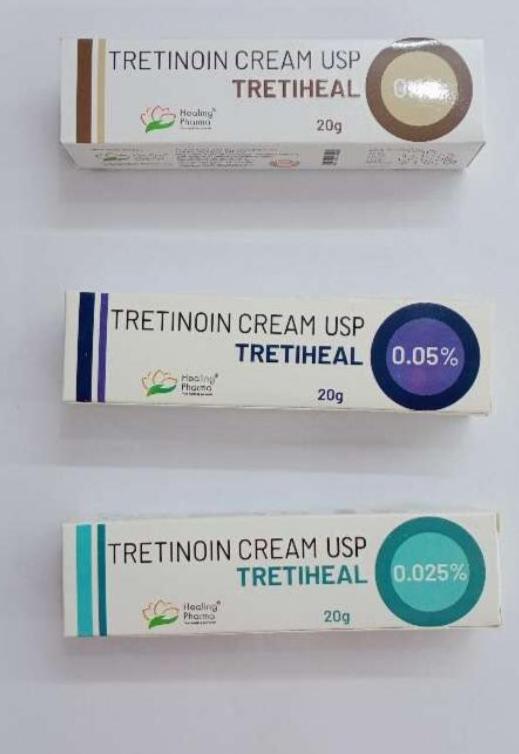 TRETINOIN CREAM USP
TRETIHEAL
Healing
Pharma
20g
TRETINOIN CREAM USP
TRETIHEAL
0.05%
Healing
Pharma
20g
TRETINOIN CREAM USP
TRETIHEAL
0.025%
Healing
Pharma
20g